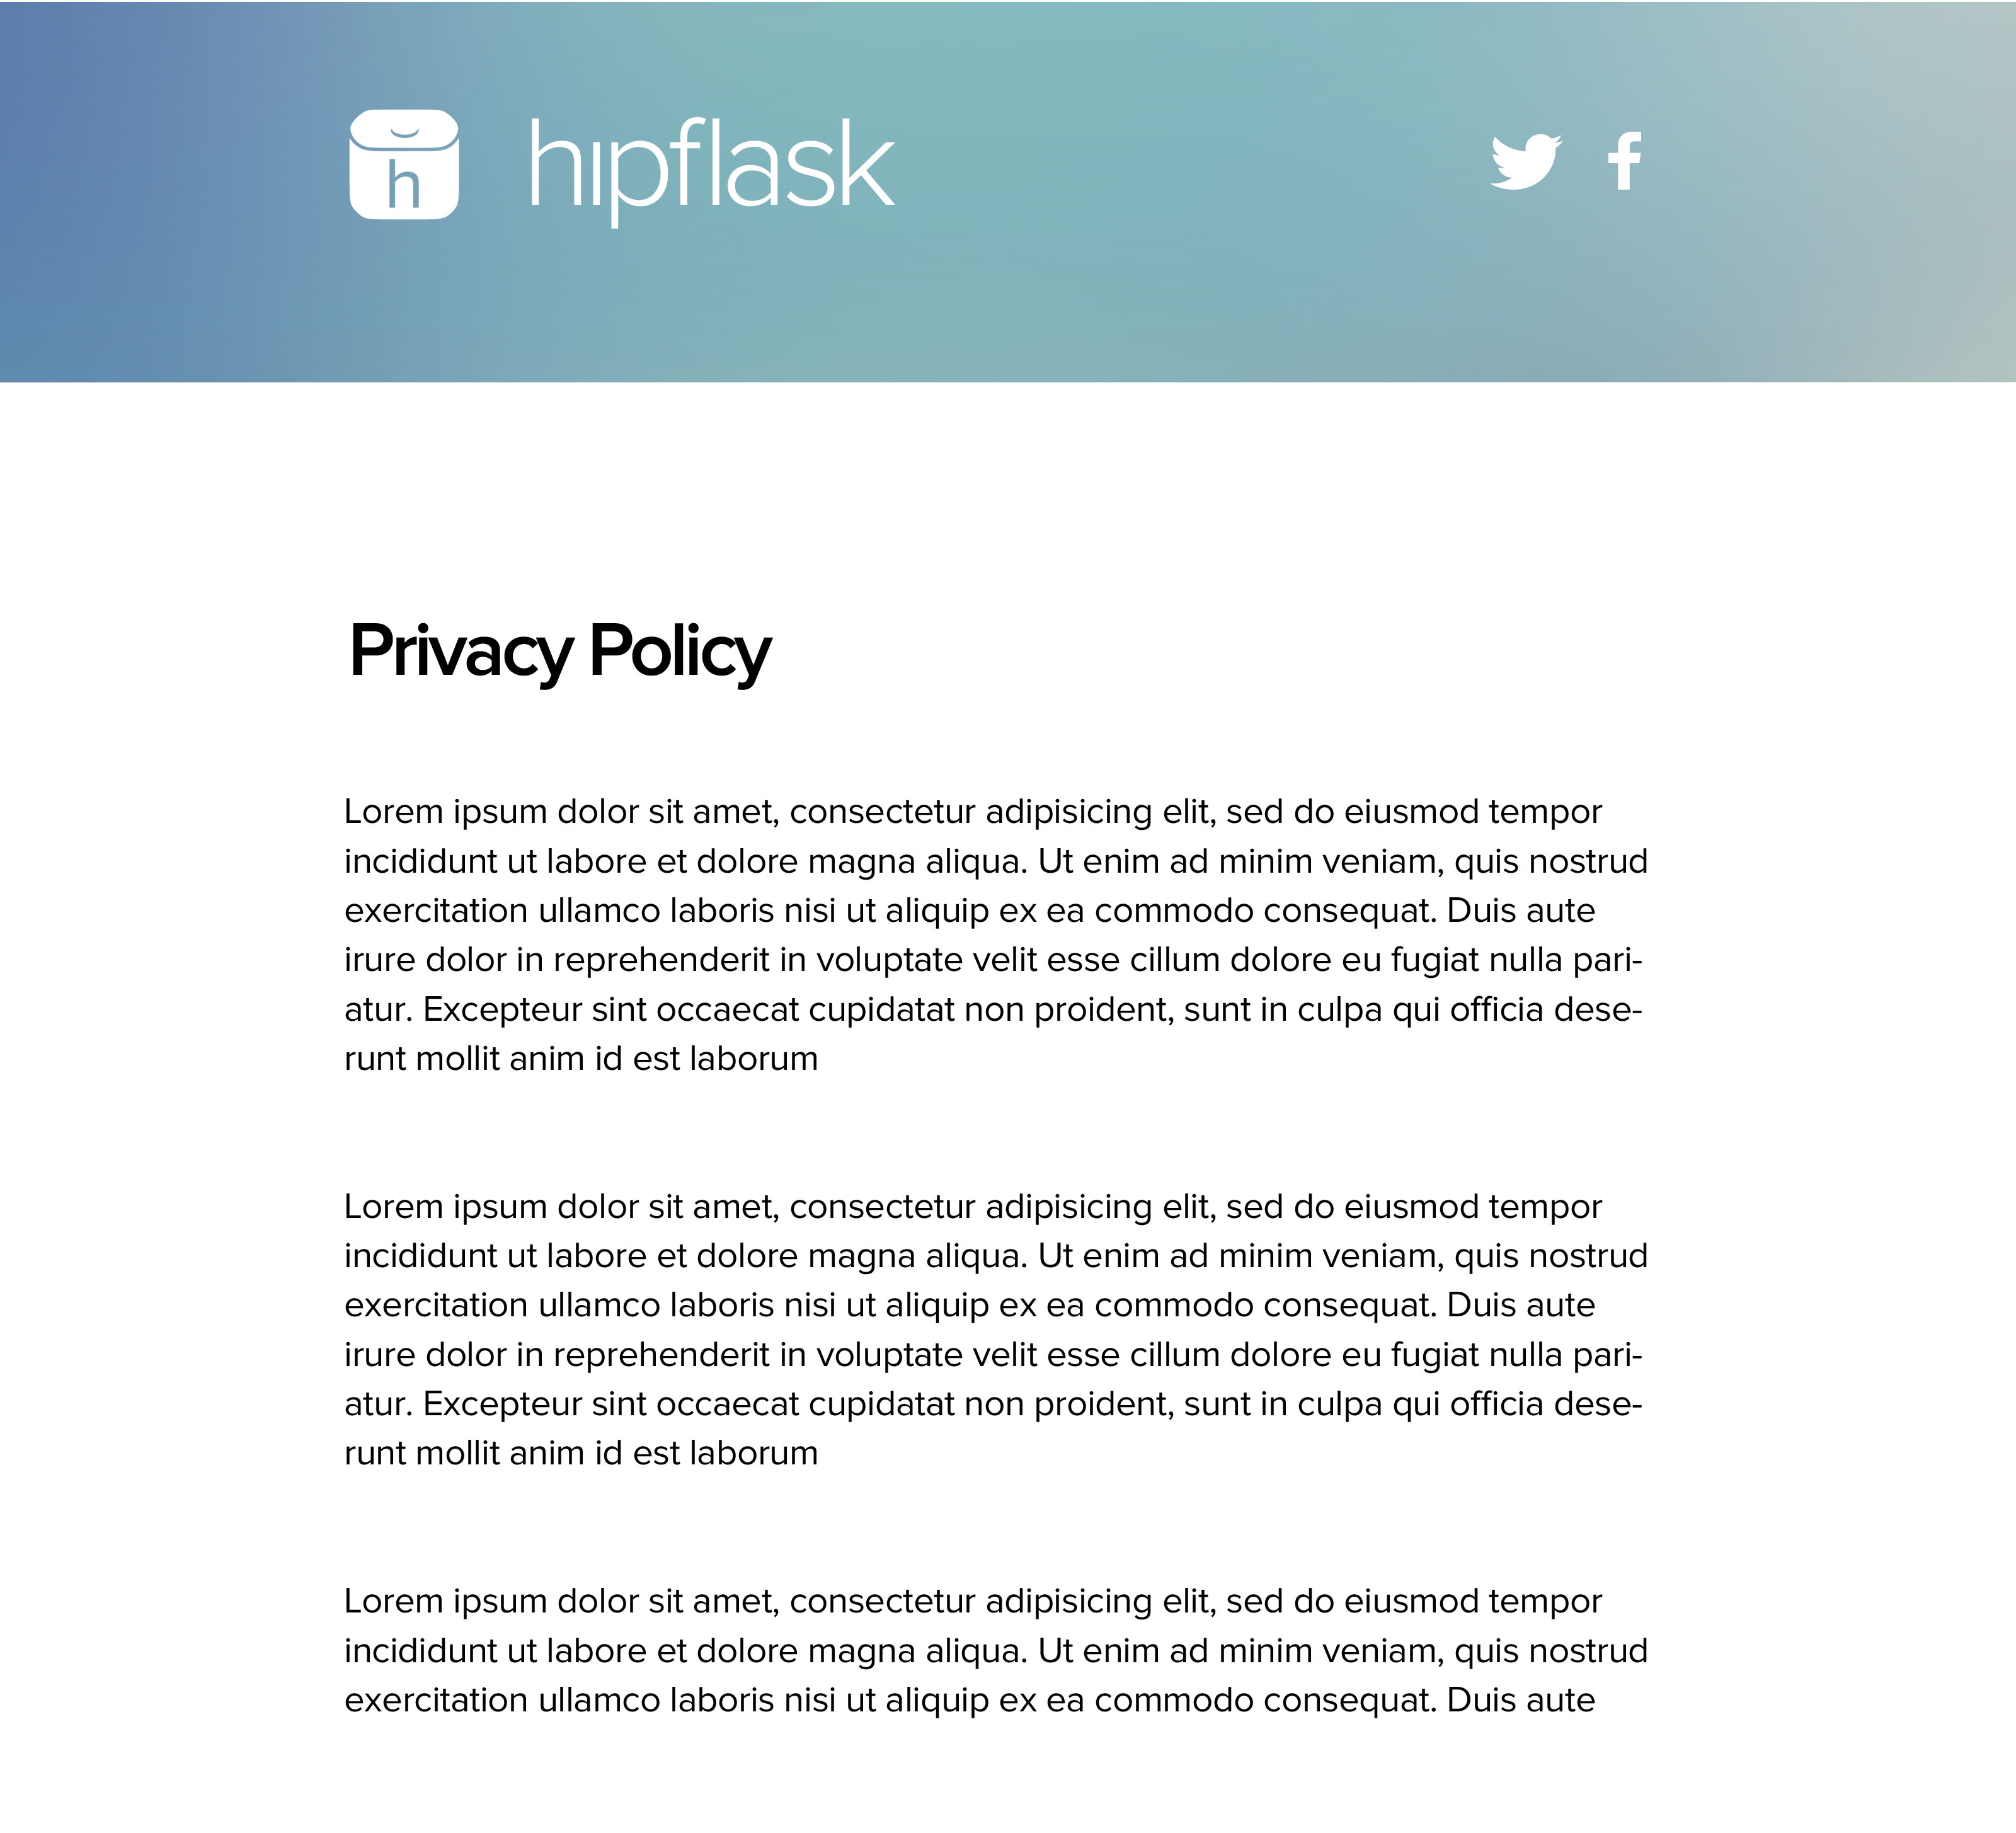 h hipflask
Privacy Policy
Lorem ipsum dolor sit amet, consectetur adipisicing elit, sed do eiusmod tempor
incididunt ut labore et dolore magna aliqua. Ut enim ad minim veniam, quis nostrud
exercitation ullamco laboris nisi ut aliquip ex ea commodo consequat. Duis aute
irure dolor in reprehenderit in voluptate velit esse cillum dolore eu fugiat nulla pari-
atur. Excepteur sint occaecat cupidatat non proident, sunt in culpa qui officia dese-
runt mollit anim id est laborum
Lorem ipsum dolor sit amet, consectetur adipisicing elit, sed do eiusmod tempor
incididunt ut labore et dolore magna aliqua. Ut enim ad minim veniam, quis nostrud
exercitation ullamco laboris nisi ut aliquip ex ea commodo consequat. Duis aute
irure dolor in reprehenderit in voluptate velit esse cillum dolore eu fugiat nulla pari-
atur. Excepteur sint occaecat cupidatat non proident, sunt in culpa qui officia dese-
runt mollit anim id est laborum
Lorem ipsum dolor sit amet, consectetur adipisicing elit, sed do eiusmod tempor
incididunt ut labore et dolore magna aliqua. Ut enim ad minim veniam, quis nostrud
exercitation ullamco laboris nisi ut aliquip ex ea commodo consequat. Duis aute